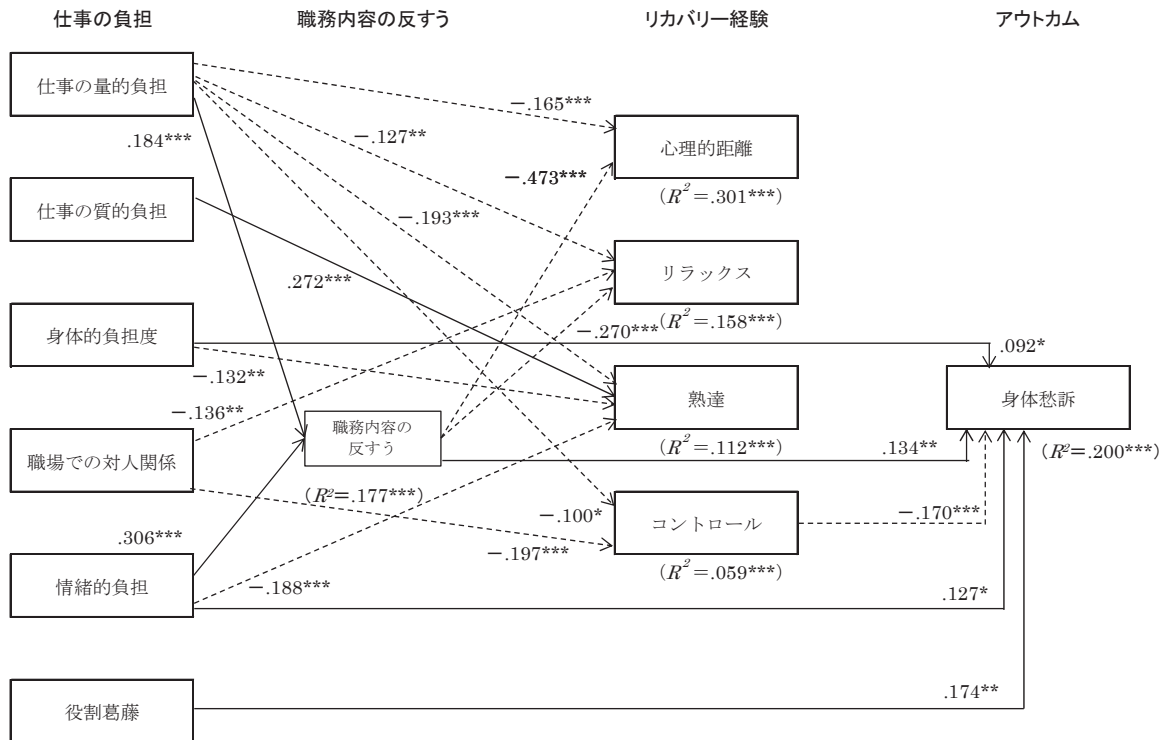 仕事の負担 職務内容の反すう リカバリー経験 アウトカム
仕事の量的負担
−.165***
.184***
−.127**
心理的距離
−.473***
(R²=.301***)
仕事の質的負担
−.193***
リラックス
.272***
(R²=.158***)
−.270***
身体的負担度
.092*
−.132**
熟達
身体愁訴
−.136**
職務内容の
反すう
(R²=.112***)
.134**
(R²=.200***)
職場での対人関係
(R²=.177***)
−.100*
コントロール
−.170***
.306***
−.197***
(R²=.059***)
情緒的負担
−.188***
.127*
役割葛藤
.174**